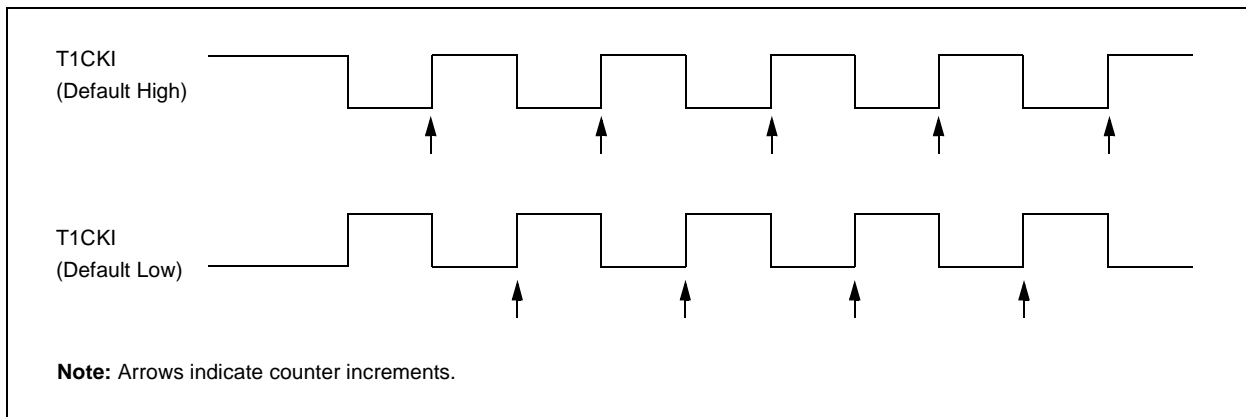 T1CKI
(Default High)
T1CKI
(Default Low)
Note: Arrows indicate counter increments.